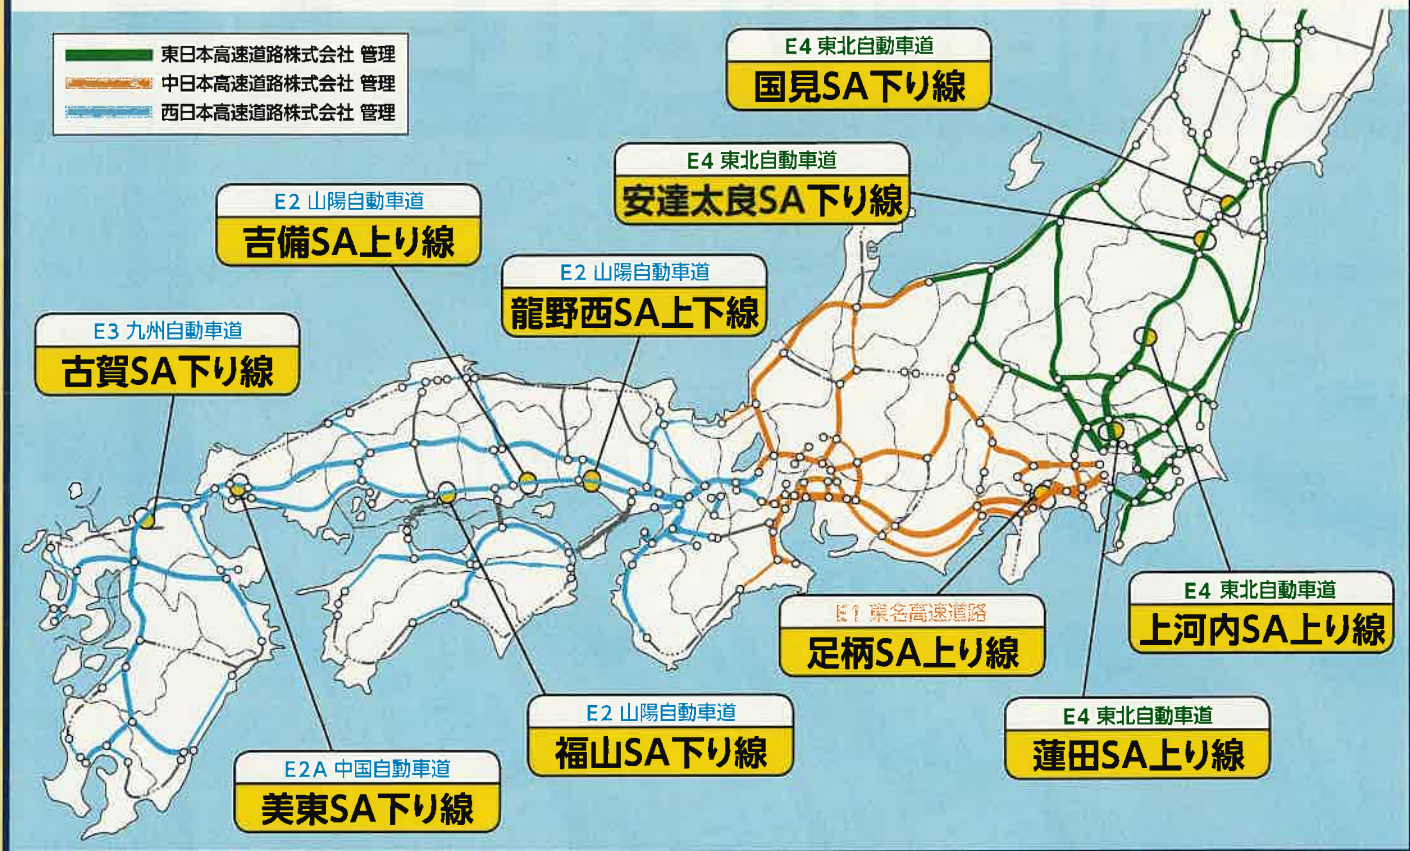 東日本高速道路株式会社 管理
中日本高速道路株式会社 管理
西日本高速道路株式会社 管理
E4 東北自動車道
国見SA下り線
E4 東北自動車道
安達太良SA下り線
E2 山陽自動車道
吉備SA上り線
E2 山陽自動車道
龍野西SA上下線
E3 九州自動車道
古賀SA下り線
E4 東北自動車道
上河内SA上り線
E1 東名高速道路
足柄SA上り線
E2 山陽自動車道
福山SA下り線
E4 東北自動車道
蓮田SA上り線
E2A 中国自動車道
美東SA下り線